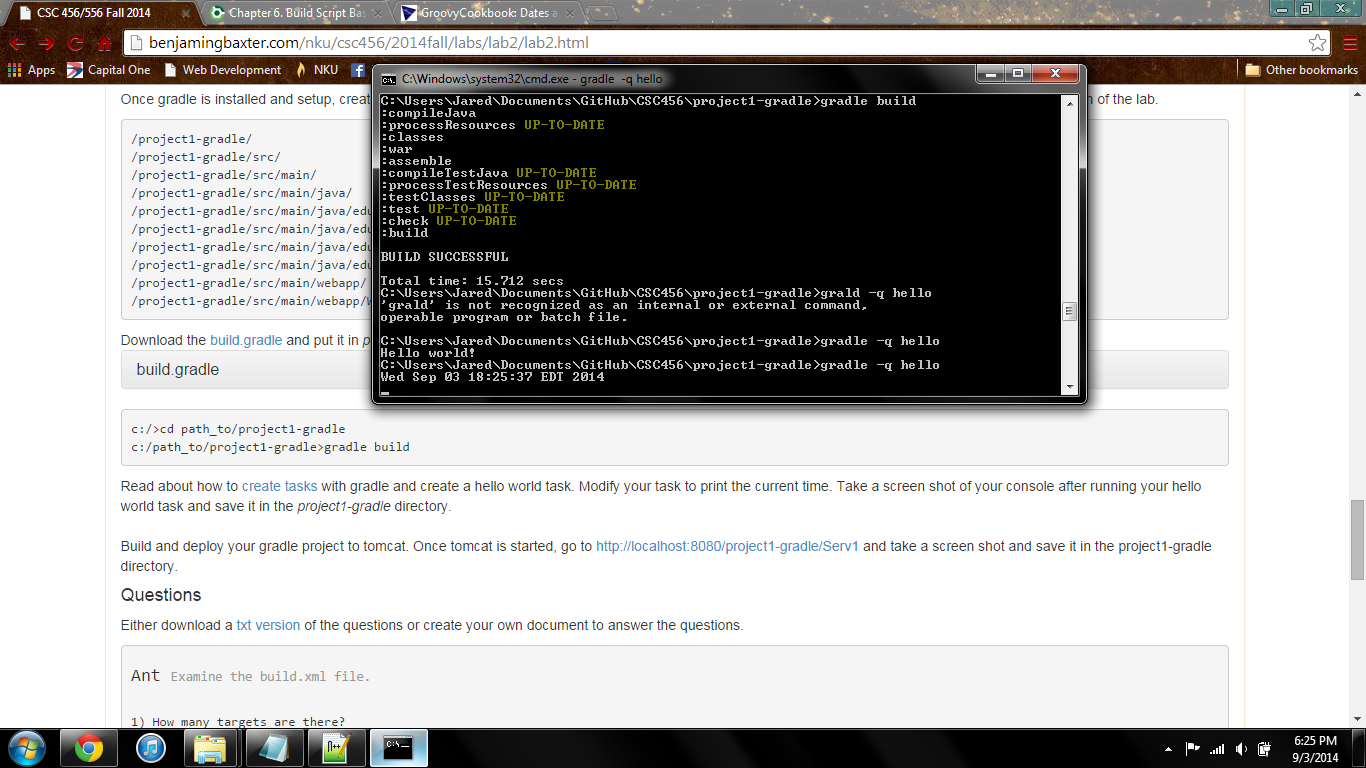 CSC 456/556 Fall 2014
Chapter 6. Build Script Bas
GroovyCookbook: Dates a
benjamingbaxter.com/nku/csc456/2014fall/labs/lab2/lab2.html
Apps Capital One Web Development NKU Other bookmarks
C:\Windows\system32\cmd.exe - gradle -q hello
C:\Users\Jared\Documents\GitHub\CSC456\project1-gradle>gradle build
:compileJava
:processResources UP-TO-DATE
:classes
:war
:assemble
:compileTestJava UP-TO-DATE
:processTestResources UP-TO-DATE
:testClasses UP-TO-DATE
:test UP-TO-DATE
:check UP-TO-DATE
:build
BUILD SUCCESSFUL
Total time: 15.712 secs
C:\Users\Jared\Documents\GitHub\CSC456\project1-gradle>grald -q hello
'grald' is not recognized as an internal or external command,
operable program or batch file.
C:\Users\Jared\Documents\GitHub\CSC456\project1-gradle>gradle -q hello
Hello world!
C:\Users\Jared\Documents\GitHub\CSC456\project1-gradle>gradle -q hello
Wed Sep 03 18:25:37 EDT 2014
Once gradle is installed and setup, creat n of the lab.
/project1-gradle/
/project1-gradle/src/
/project1-gradle/src/main/
/project1-gradle/src/main/java/
/project1-gradle/src/main/java/edu
/project1-gradle/src/main/java/edu
/project1-gradle/src/main/java/edu
/project1-gradle/src/main/java/edu
/project1-gradle/src/main/webapp/
/project1-gradle/src/main/webapp/W
Download the build.gradle and put it in p
build.gradle
c:/>cd path_to/project1-gradle
c:/path_to/project1-gradle>gradle build
Read about how to create tasks with gradle and create a hello world task. Modify your task to print the current time. Take a screen shot of your console after running your hello
world task and save it in the project1-gradle directory.
Build and deploy your gradle project to tomcat. Once tomcat is started, go to http://localhost:8080/project1-gradle/Serv1 and take a screen shot and save it in the project1-gradle
directory.
Questions
Either download a txt version of the questions or create your own document to answer the questions.
Ant Examine the build.xml file.
1) How many targets are there?
6:25 PM
9/3/2014